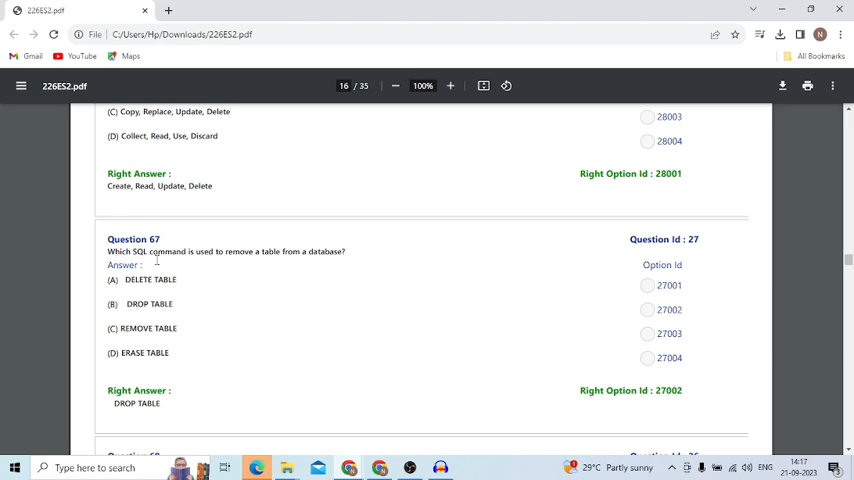 226ES2.pdf
File
C:/Users/Hp/Downloads/226ES2.pdf
N
Gmail
YouTube
Maps
All Bookmarks
226ES2.pdf
16 / 35
100%
(C) Copy, Replace, Update, Delete
28003
(D) Collect, Read, Use, Discard
28004
Right Answer :
Right Option Id : 28001
Create, Read, Update, Delete
Question 67
Question Id : 27
Which SQL command is used to remove a table from a database?
Answer :
Option Id
(A) DELETE TABLE
27001
(B) DROP TABLE
27002
(C) REMOVE TABLE
27003
(D) ERASE TABLE
27004
Right Answer :
Right Option Id : 27002
DROP TABLE
Type here to search
29°C Partly sunny
ENG
14:17
21-09-2023
3